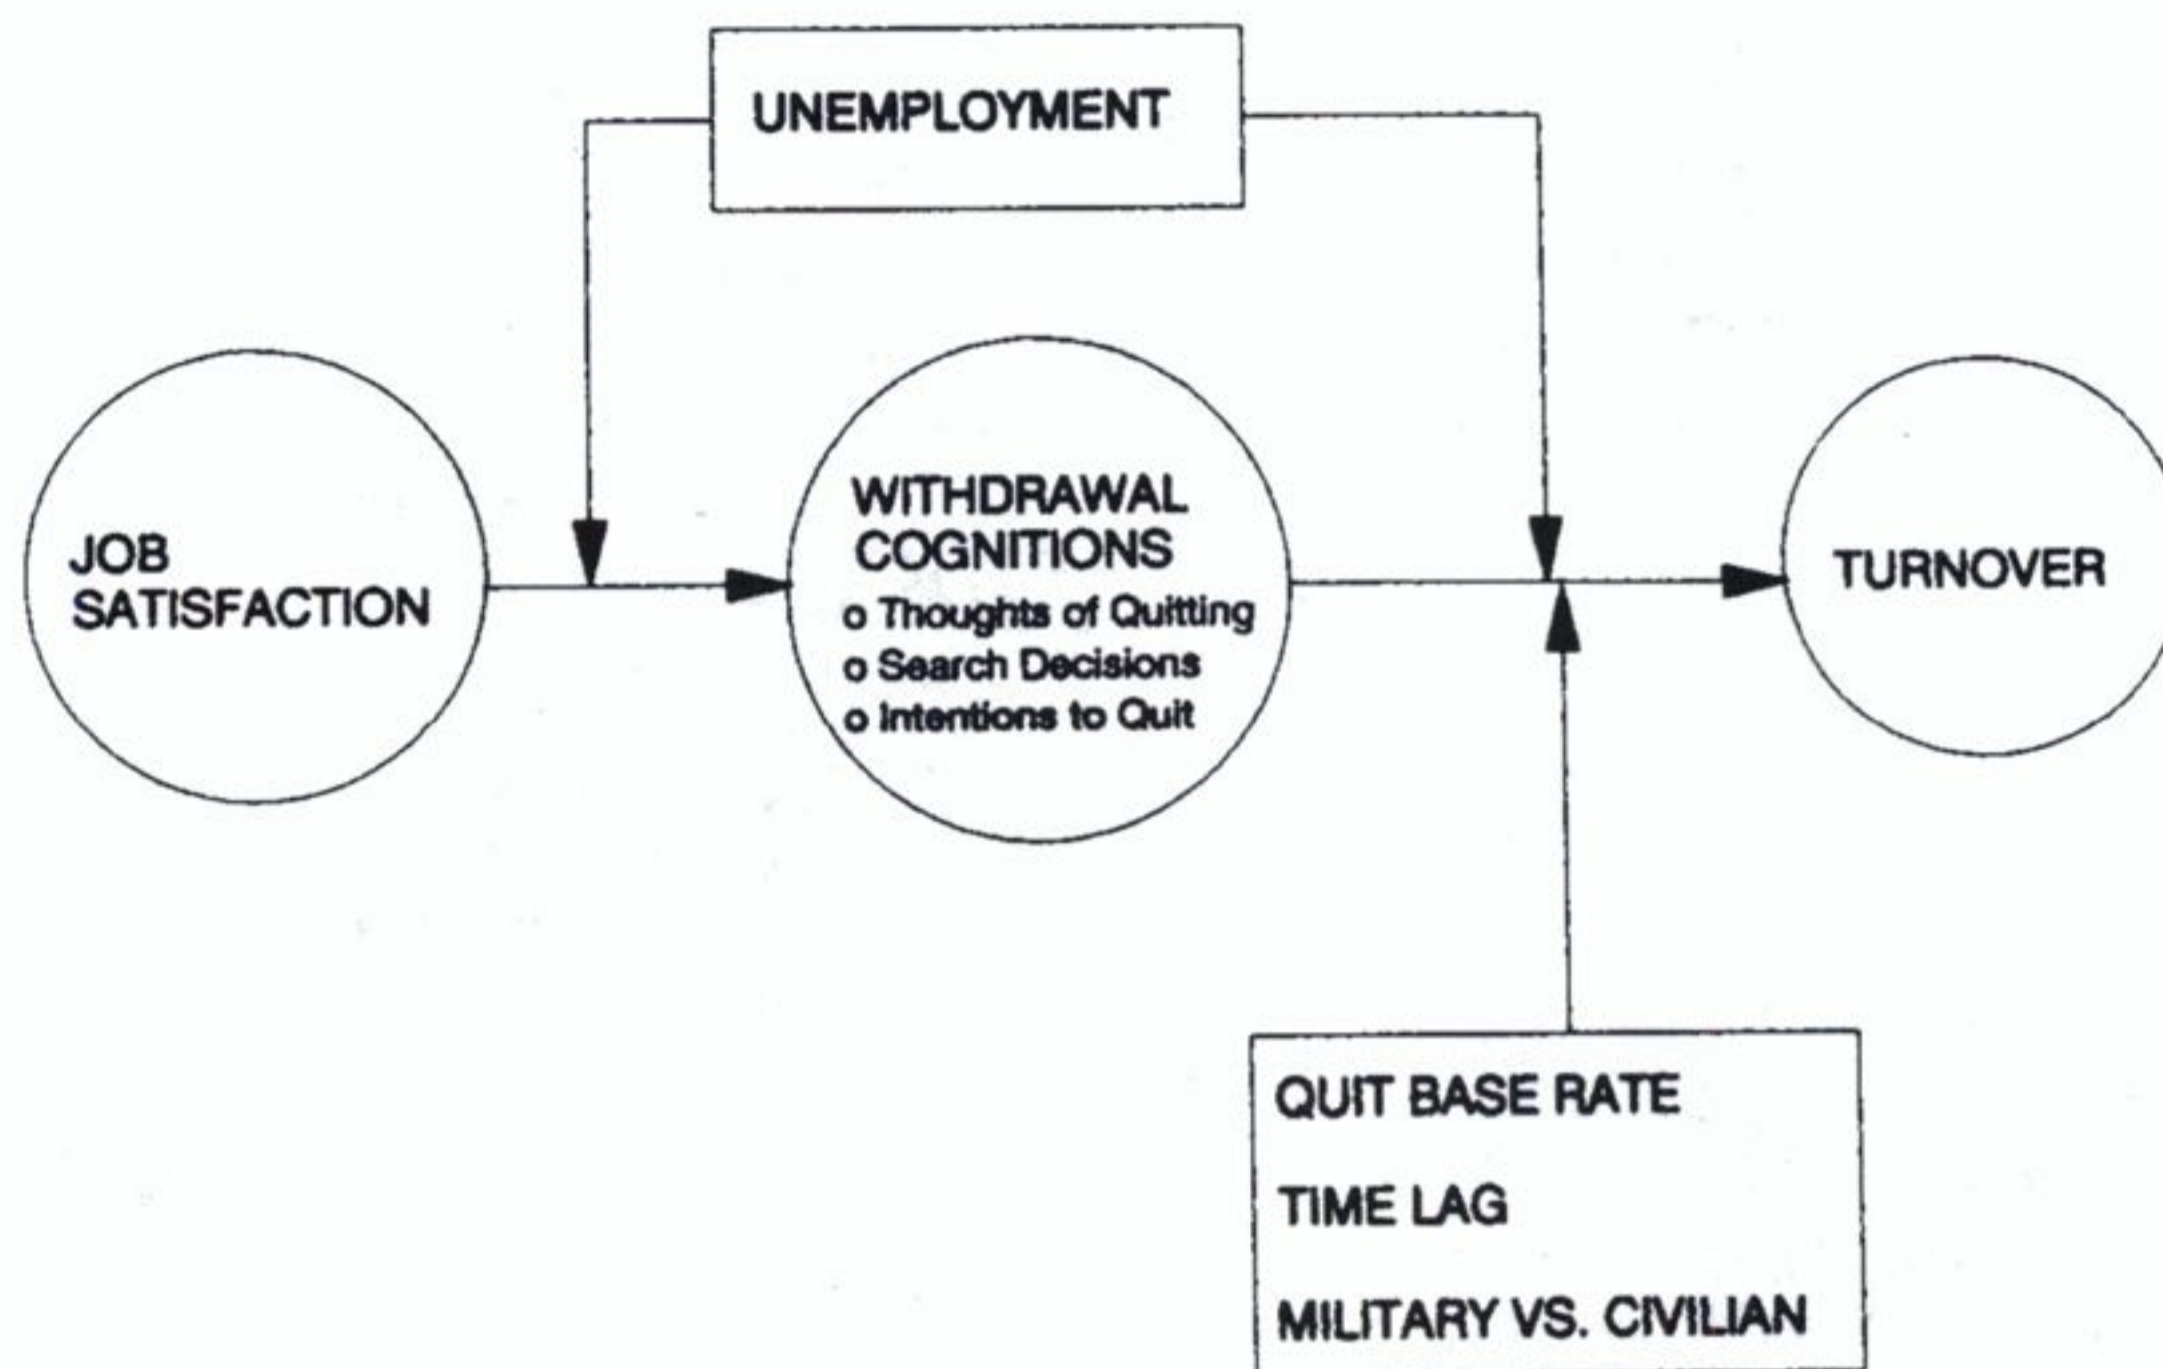 UNEMPLOYMENT
JOB
SATISFACTION
WITHDRAWAL
COGNITIONS
o Thoughts of Quitting
o Search Decisions
o Intentions to Quit
TURNOVER
QUIT BASE RATE
TIME LAG
MILITARY VS. CIVILIAN